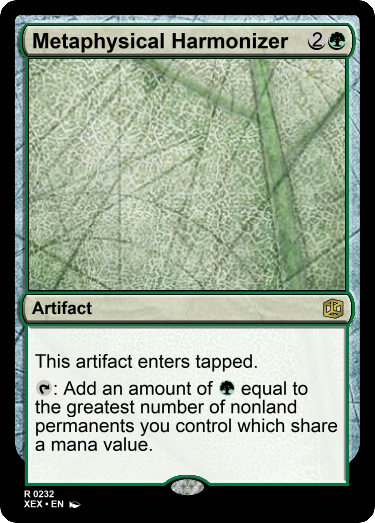 Metaphysical Harmonizer 2
Artifact
This artifact enters tapped.
: Add an amount of equal to
the greatest number of nonland
permanents you control which share
a mana value.
R 0232
XEX • EN